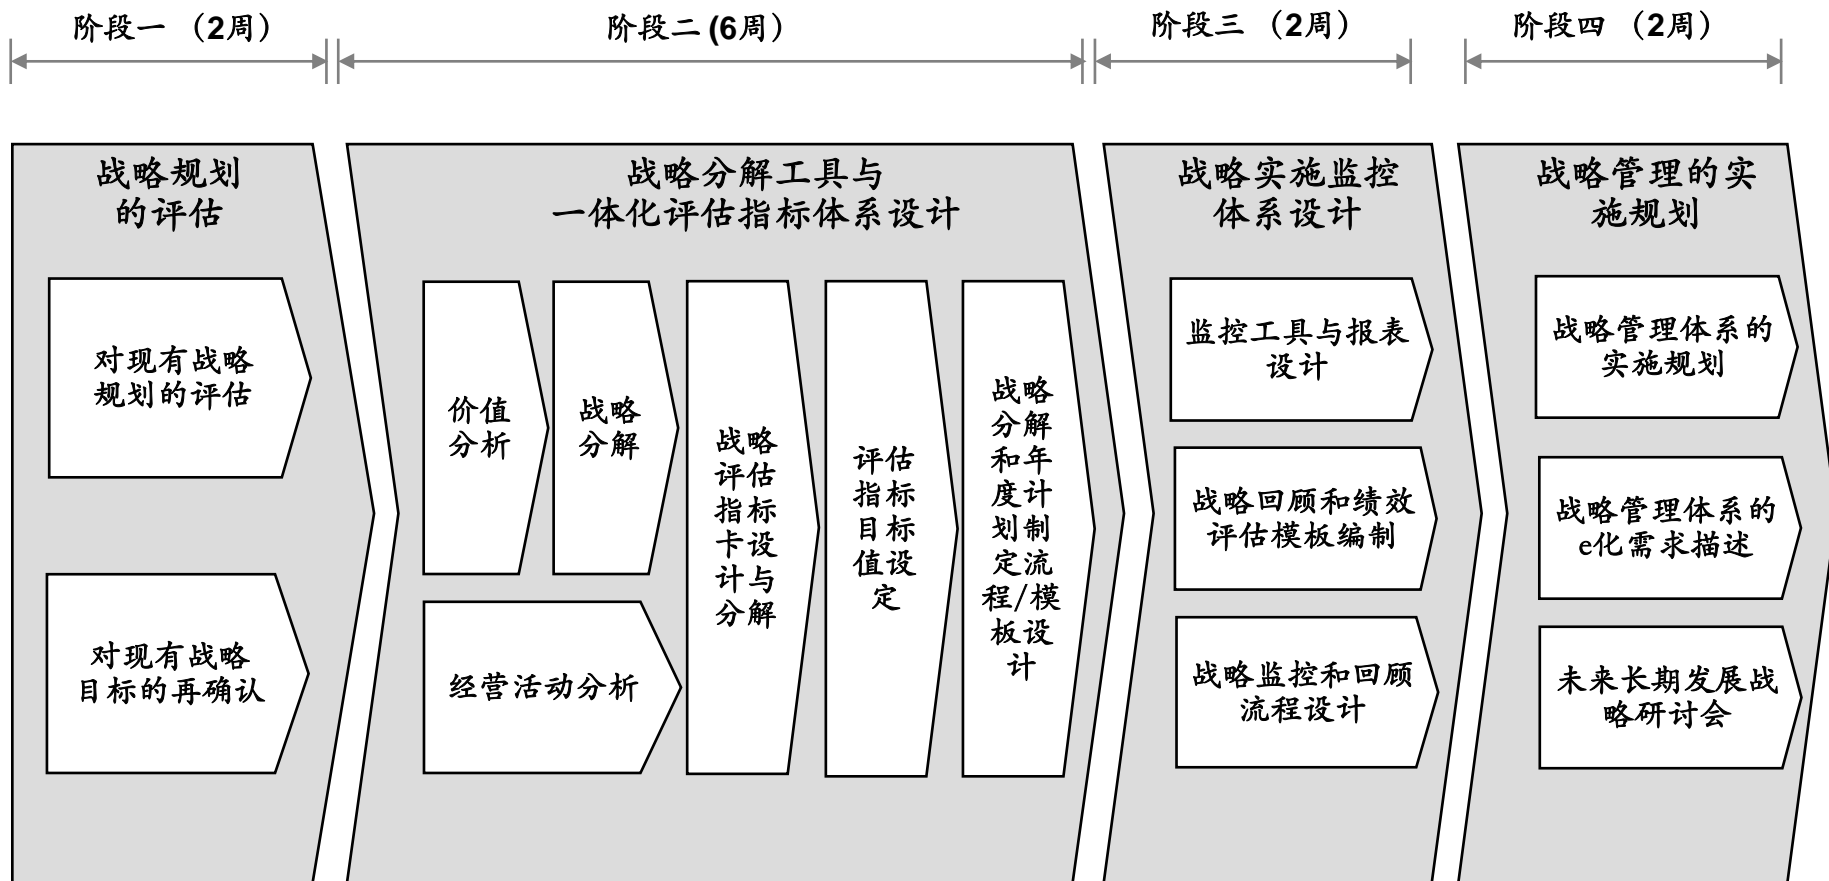 阶段一 （2周）
阶段二 (6周）
阶段三 （2周）
阶段四 （2周）
战略规划
的评估
对现有战略
规划的评估
对现有战略
目标的再确认
战略分解工具与
一体化评估指标体系设计
价值
分析
战略
分解
经营活动分析
战略
评估
指标
卡设
计与
分解
评估
指标
目标
值设
定
战略
分解
和年
度计
划制
定流
程/模
板设
计
战略实施监控
体系设计
监控工具与报表
设计
战略回顾和绩效
评估模板编制
战略监控和回顾
流程设计
战略管理的实
施规划
战略管理体系的
实施规划
战略管理体系的
e化需求描述
未来长期发展战
略研讨会